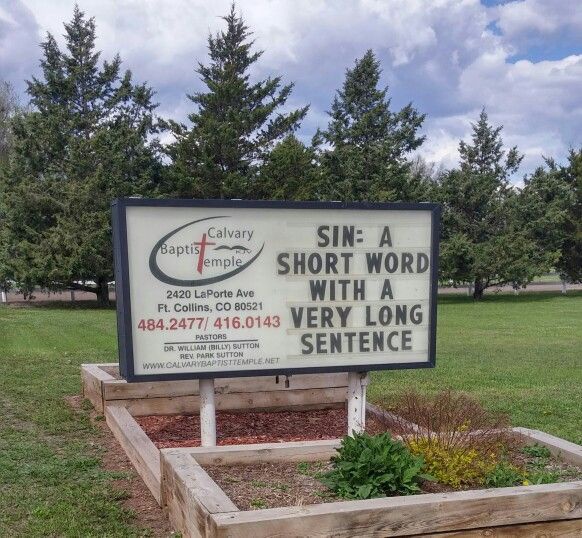 Calvary
Baptist
Temple
2420 LaPorte Ave
Ft. Collins, CO 80521
484.2477/ 416.0143
PASTORS
DR. WILLIAM (BILLY) SUTTON
REV. PARK SUTTON
WWW.CALVARYBAPTISTTEMPLE.NET
SIN: A
SHORT WORD
WITH A
VERY LONG
SENTENCE